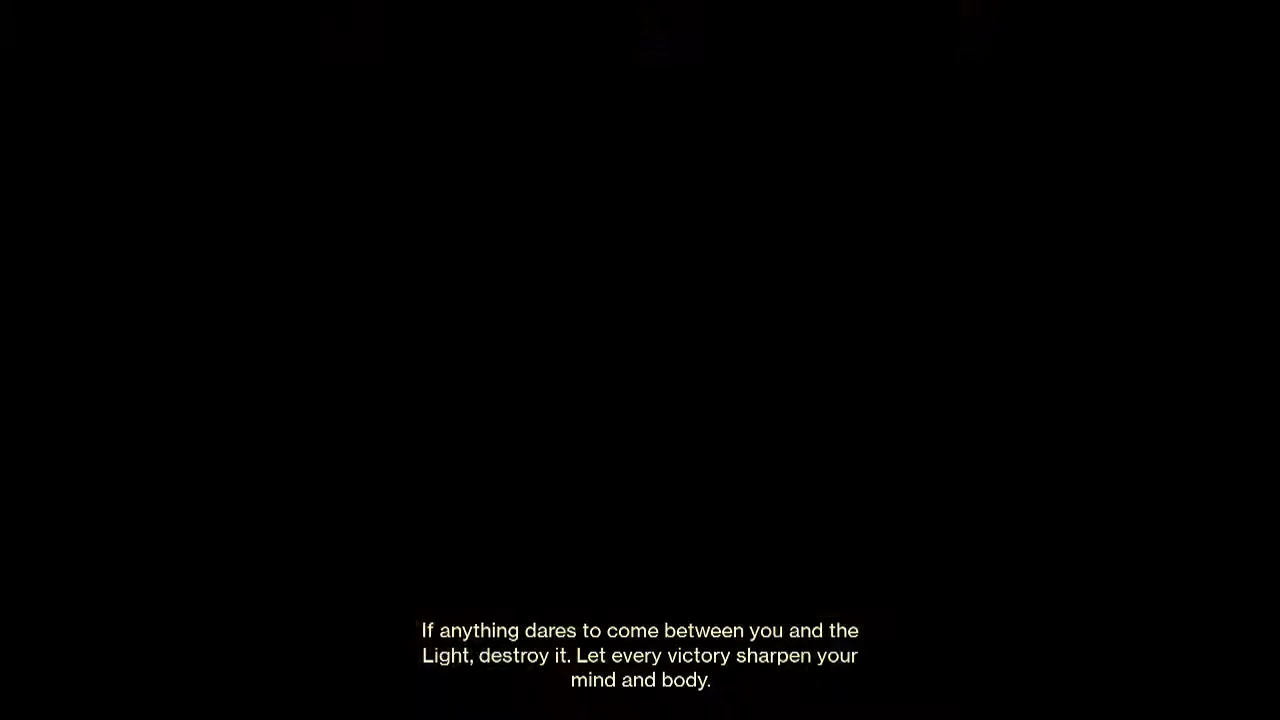 If anything dares to come between you and the
Light, destroy it. Let every victory sharpen your
mind and body.